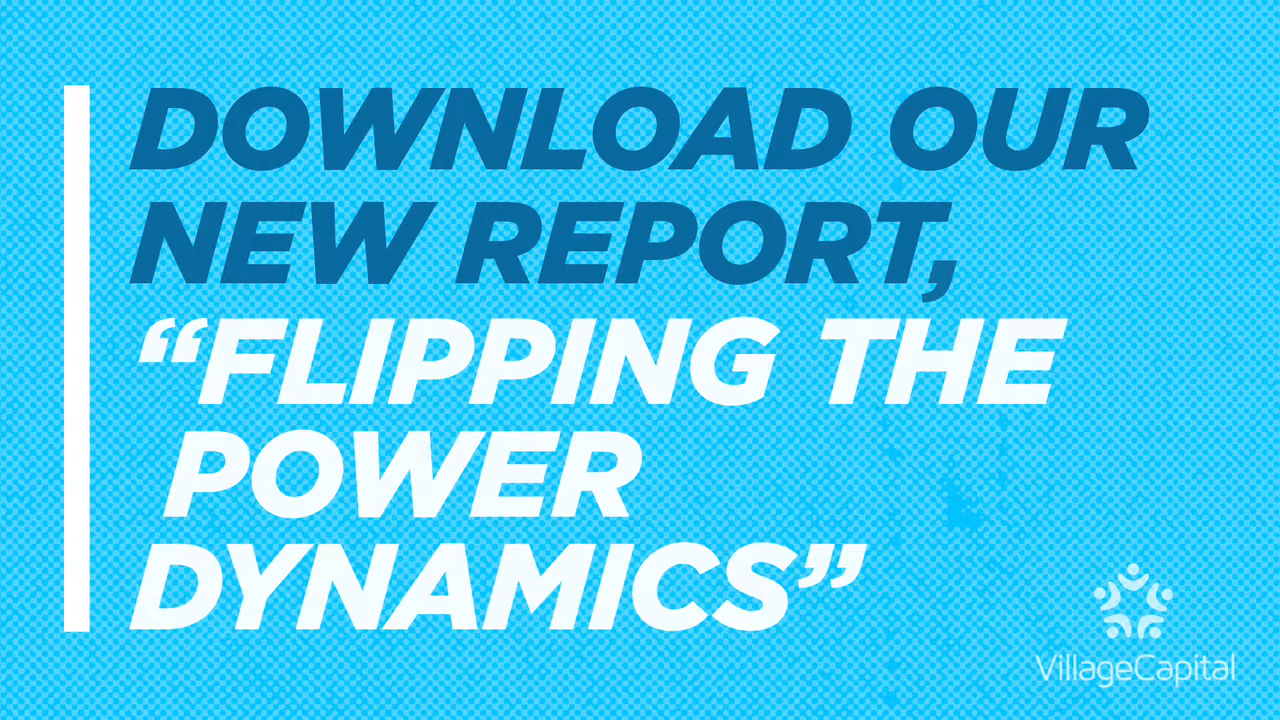 DOWNLOAD OUR
NEW REPORT,
“FLIPPING THE
POWER
DYNAMICS”
VillageCapital